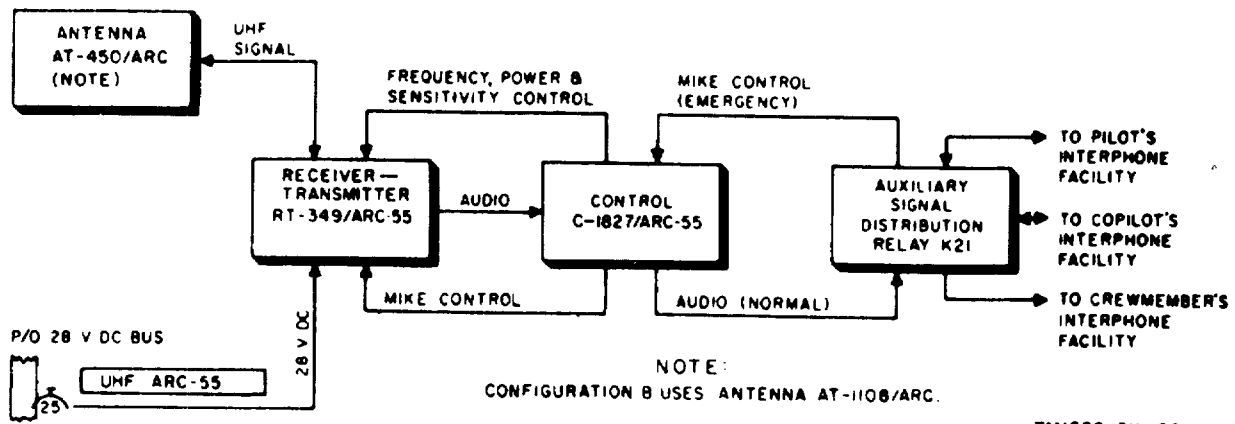 ANTENNA
AT-450/ARC
(NOTE)
UHF
SIGNAL
FREQUENCY, POWER &
SENSITIVITY CONTROL
MIKE CONTROL
(EMERGENCY)
RECEIVER—
TRANSMITTER
RT-349/ARC-55
AUDIO
CONTROL
C-1827/ARC-55
AUXILIARY
SIGNAL
DISTRIBUTION
RELAY K21
TO PILOT'S
INTERPHONE
FACILITY
TO COPILOT'S
INTERPHONE
FACILITY
TO CREWMEMBER'S
INTERPHONE
FACILITY
MIKE CONTROL
AUDIO (NORMAL)
28 V DC
P/O 28 V DC BUS
UHF ARC-55
25
NOTE:
CONFIGURATION B USES ANTENNA AT-1108/ARC.